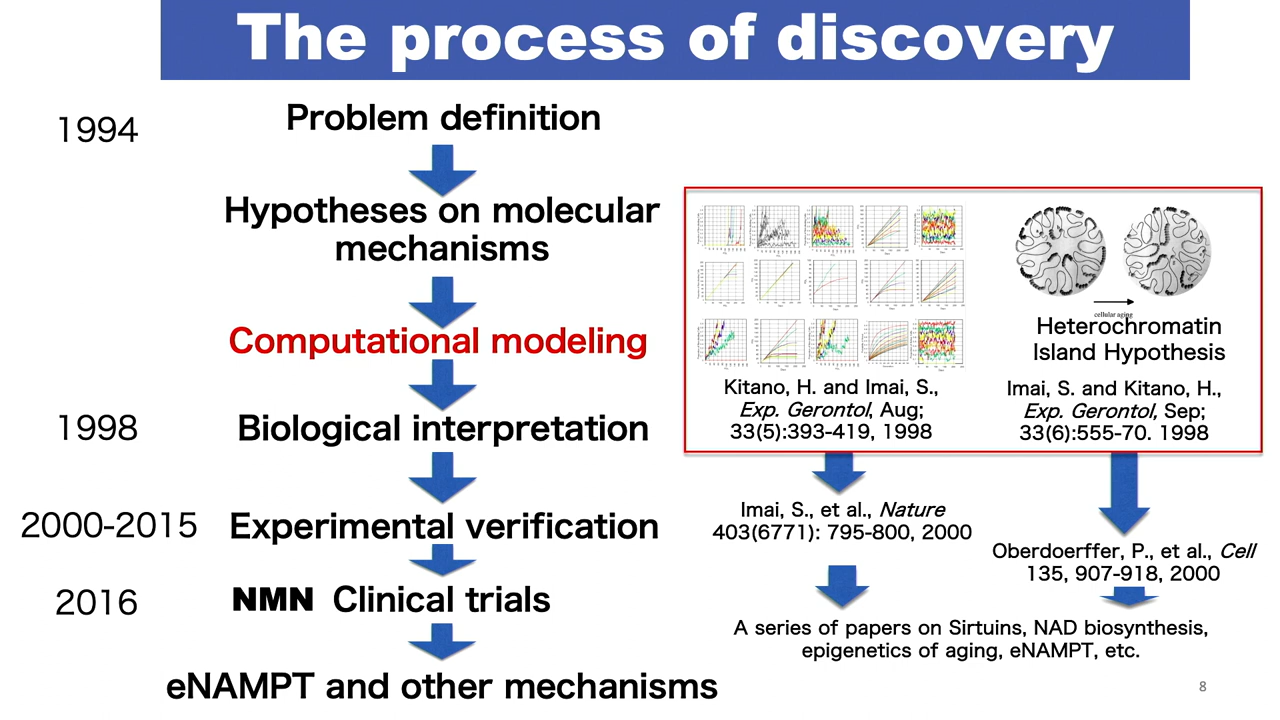 The process of discovery
1994
Problem definition
Hypotheses on molecular
mechanisms
Computational modeling
1998
Biological interpretation
2000-2015
Experimental verification
2016
NMN Clinical trials
eNAMPT and other mechanisms
Kitano, H. and Imai, S.,
Exp. Gerontol, Aug;
33(5):393-419, 1998
cellular aging
Heterochromatin
Island Hypothesis
Imai, S. and Kitano, H.,
Exp. Gerontol, Sep;
33(6):555-70. 1998
Imai, S., et al., Nature
403(6771): 795-800, 2000
Oberdoerffer, P., et al., Cell
135, 907-918, 2000
A series of papers on Sirtuins, NAD biosynthesis,
epigenetics of aging, eNAMPT, etc.
8